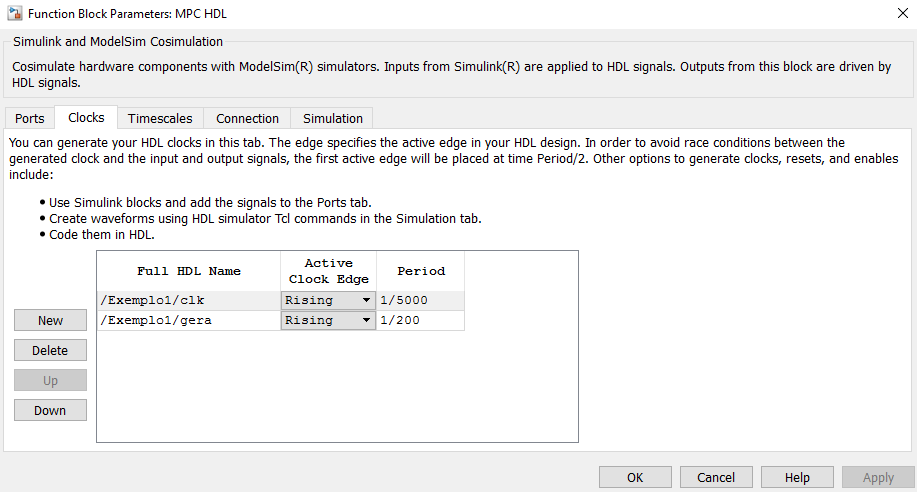 Function Block Parameters: MPC HDL
Simulink and ModelSim Cosimulation
Cosimulate hardware components with ModelSim(R) simulators. Inputs from Simulink(R) are applied to HDL signals. Outputs from this block are driven by
HDL signals.
Ports Clocks Timescales Connection Simulation
You can generate your HDL clocks in this tab. The edge specifies the active edge in your HDL design. In order to avoid race conditions between the
generated clock and the input and output signals, the first active edge will be placed at time Period/2. Other options to generate clocks, resets, and enables
include:
• Use Simulink blocks and add the signals to the Ports tab.
• Create waveforms using HDL simulator Tcl commands in the Simulation tab.
• Code them in HDL.
Full HDL Name Active Clock Edge Period
/Exemplo1/clk Rising 1/5000
/Exemplo1/gera Rising 1/200
New
Delete
Up
Down
OK Cancel Help Apply